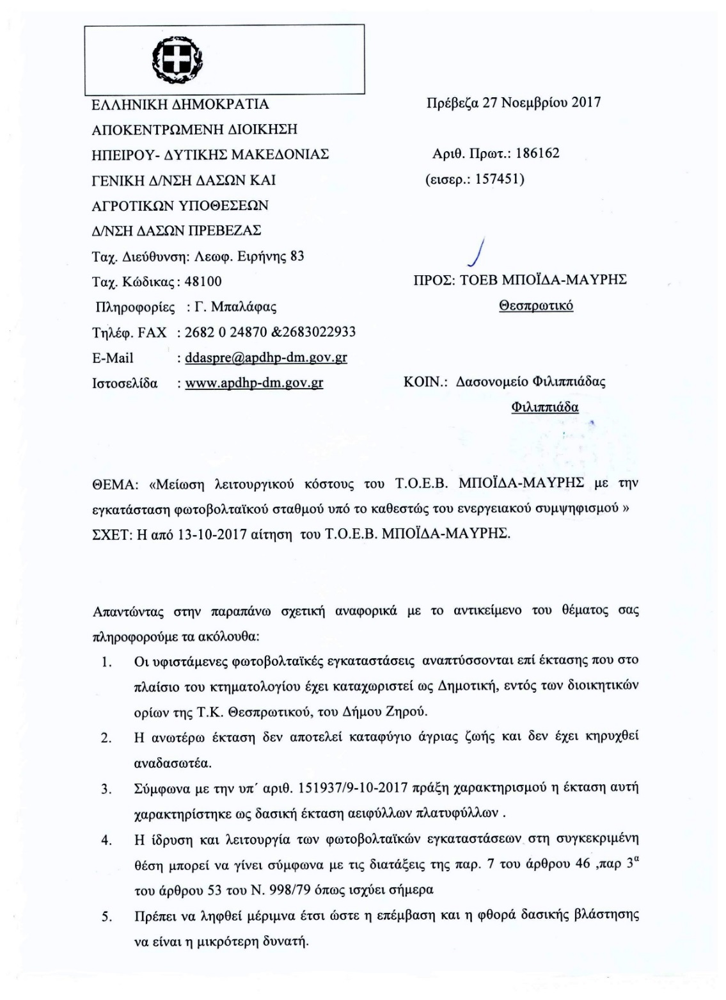 ΕΛΛΗΝΙΚΗ ΔΗΜΟΚΡΑΤΙΑ
ΑΠΟΚΕΝΤΡΩΜΕΝΗ ΔΙΟΙΚΗΣΗ
ΗΠΕΙΡΟΥ- ΔΥΤΙΚΗΣ ΜΑΚΕΔΟΝΙΑΣ
ΓΕΝΙΚΗ Δ/ΝΣΗ ΔΑΣΩΝ ΚΑΙ
ΑΓΡΟΤΙΚΩΝ ΥΠΟΘΕΣΕΩΝ
Δ/ΝΣΗ ΔΑΣΩΝ ΠΡΕΒΕΖΑΣ
Ταχ. Διεύθυνση: Λεωφ. Ειρήνης 83
Ταχ. Κώδικας : 48100
Πληροφορίες : Γ. Μπαλάφας
Τηλέφ. FAX : 2682 0 24870 &2683022933
E-Mail : ddaspre@apdhp-dm.gov.gr
Ιστοσελίδα : www.apdhp-dm.gov.gr
Πρέβεζα 27 Νοεμβρίου 2017
Αριθ. Πρωτ.: 186162
(εισερ.: 157451)
ΠΡΟΣ: ΤΟΕΒ ΜΠΟΪΔΑ-ΜΑΥΡΗΣ
Θεσπρωτικό
ΚΟΙΝ.: Δασονομείο Φιλιππιάδας
Φιλιππιάδα
ΘΕΜΑ: «Μείωση λειτουργικού κόστους του Τ.Ο.Ε.Β. ΜΠΟΪΔΑ-ΜΑΥΡΗΣ με την
εγκατάσταση φωτοβολταϊκού σταθμού υπό το καθεστώς του ενεργειακού συμψηφισμού »
ΣΧΕΤ: Η από 13-10-2017 αίτηση του Τ.Ο.Ε.Β. ΜΠΟΪΔΑ-ΜΑΥΡΗΣ.
Απαντώντας στην παραπάνω σχετική αναφορικά με το αντικείμενο του θέματος σας
πληροφορούμε τα ακόλουθα:
1. Οι υφιστάμενες φωτοβολταϊκές εγκαταστάσεις αναπτύσσονται επί έκτασης που στο
πλαίσιο του κτηματολογίου έχει καταχωριστεί ως Δημοτική, εντός των διοικητικών
ορίων της Τ.Κ. Θεσπρωτικού, του Δήμου Ζηρού.
2. Η ανωτέρω έκταση δεν αποτελεί καταφύγιο άγριας ζωής και δεν έχει κηρυχθεί
αναδασωτέα.
3. Σύμφωνα με την υπ΄ αριθ. 151937/9-10-2017 πράξη χαρακτηρισμού η έκταση αυτή
χαρακτηρίστηκε ως δασική έκταση αειφύλλων πλατυφύλλων .
4. Η ίδρυση και λειτουργία των φωτοβολταϊκών εγκαταστάσεων στη συγκεκριμένη
θέση μπορεί να γίνει σύμφωνα με τις διατάξεις της παρ. 7 του άρθρου 46 ,παρ 3α
του άρθρου 53 του Ν. 998/79 όπως ισχύει σήμερα
5. Πρέπει να ληφθεί μέριμνα έτσι ώστε η επέμβαση και η φθορά δασικής βλάστησης
να είναι η μικρότερη δυνατή.